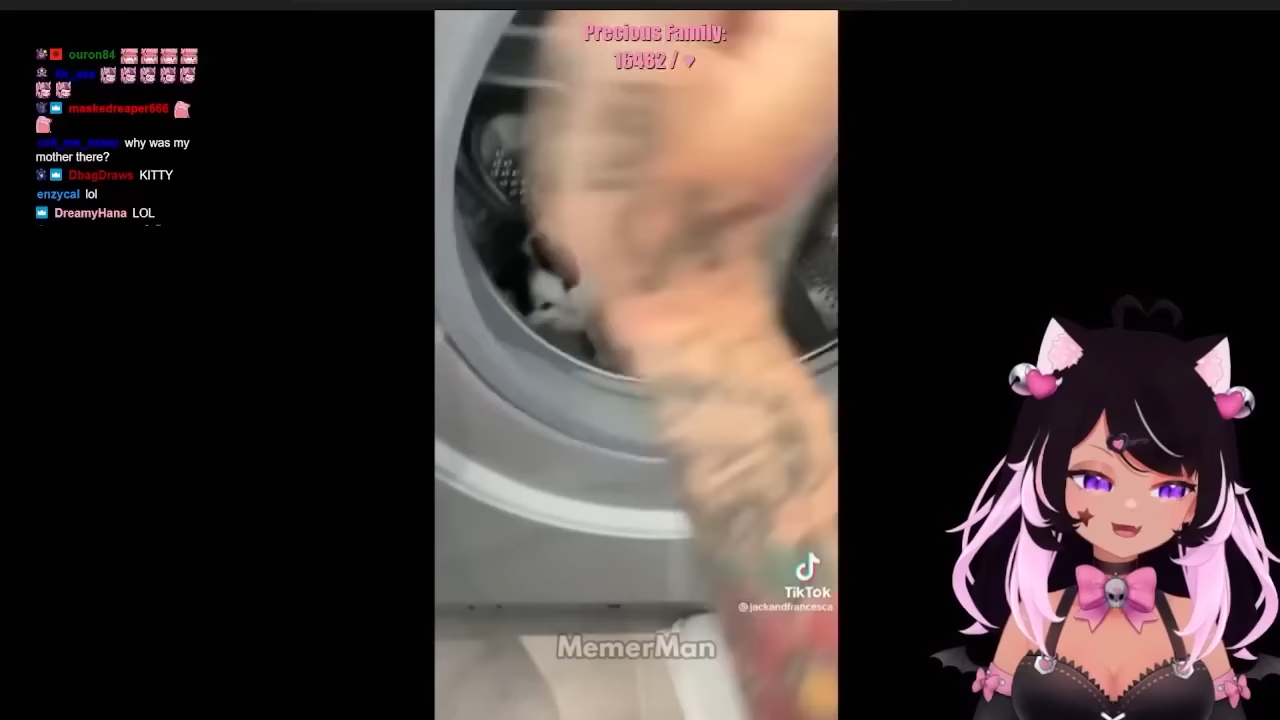 Precious Family:
16482 / ♥
ouron84
maskedreaper666
why was my
mother there?
DbagDraws KITTY
enzycal lol
DreamyHana LOL
TikTok
@jackandfrancesca
MemerMan